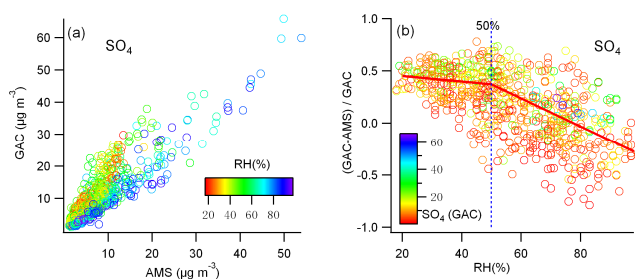 (a)
SO4
GAC (µg m-3)
60
50
40
30
20
10
RH(%)
20 40 60 80
0 10 20 30 40 50
AMS (µg m-3)
(b)
50%
SO4
(GAC-AMS) / GAC
1.0
0.5
0.0
-0.5
-1.0
60
40
20
SO4 (GAC)
20 40 60 80
RH(%)